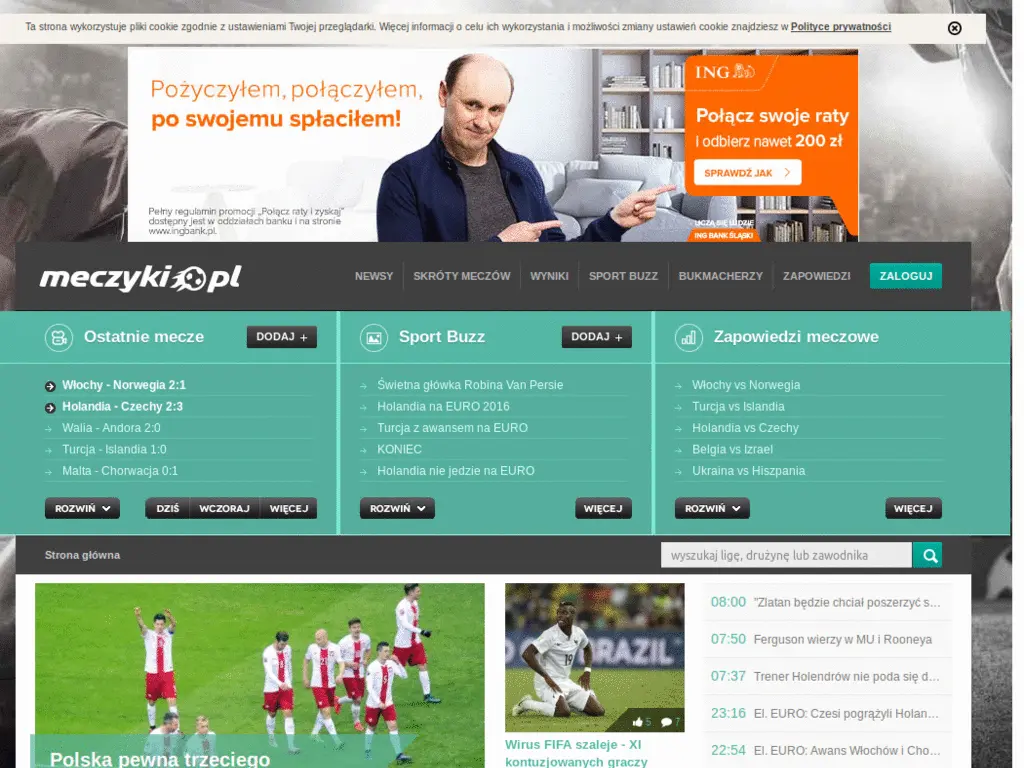 Ta strona wykorzystuje pliki cookie zgodnie z ustawieniami Twojej przeglądarki. Więcej informacji o celu ich wykorzystania i możliwości zmiany ustawień cookie znajdziesz w Polityce prywatności
Pożyczyłem, połączyłem,
po swojemu spłaciłem!
Pełny regulamin promocji „Połącz raty i zyskaj”
dostępny jest w oddziałach banku i na stronie
www.ingbank.pl.
ING
Połącz swoje raty
i odbierz nawet 200 zł
SPRAWDŹ JAK
LICZĄ SIĘ LUDZIE
ING BANK ŚLĄSKI
meczyki.pl
NEWSY
SKRÓTY MECZÓW
WYNIKI
SPORT BUZZ
BUKMACHERZY
ZAPOWIEDZI
ZALOGUJ
Ostatnie mecze
DODAJ +
Włochy - Norwegia 2:1
Holandia - Czechy 2:3
Walia - Andora 2:0
Turcja - Islandia 1:0
Malta - Chorwacja 0:1
ROZWIŃ
DZIŚ
WCZORAJ
WIĘCEJ
Sport Buzz
DODAJ +
Świetna główka Robina Van Persie
Holandia na EURO 2016
Turcja z awansem na EURO
KONIEC
Holandia nie jedzie na EURO
ROZWIŃ
WIĘCEJ
Zapowiedzi meczowe
Włochy vs Norwegia
Turcja vs Islandia
Holandia vs Czechy
Belgia vs Izrael
Ukraina vs Hiszpania
ROZWIŃ
WIĘCEJ
Strona główna
wyszukaj ligę, drużynę lub zawodnika
Polska pewna trzeciego
19
BRAZIL
5
7
Wirus FIFA szaleje - XI
kontuzjowanych graczy
08:00 "Zlatan będzie chciał poszerzyć s...
07:50 Ferguson wierzy w MU i Rooneya
07:37 Trener Holendrów nie poda się d...
23:16 El. EURO: Czesi pogrążyli Holan...
22:54 El. EURO: Awans Włochów i Cho...